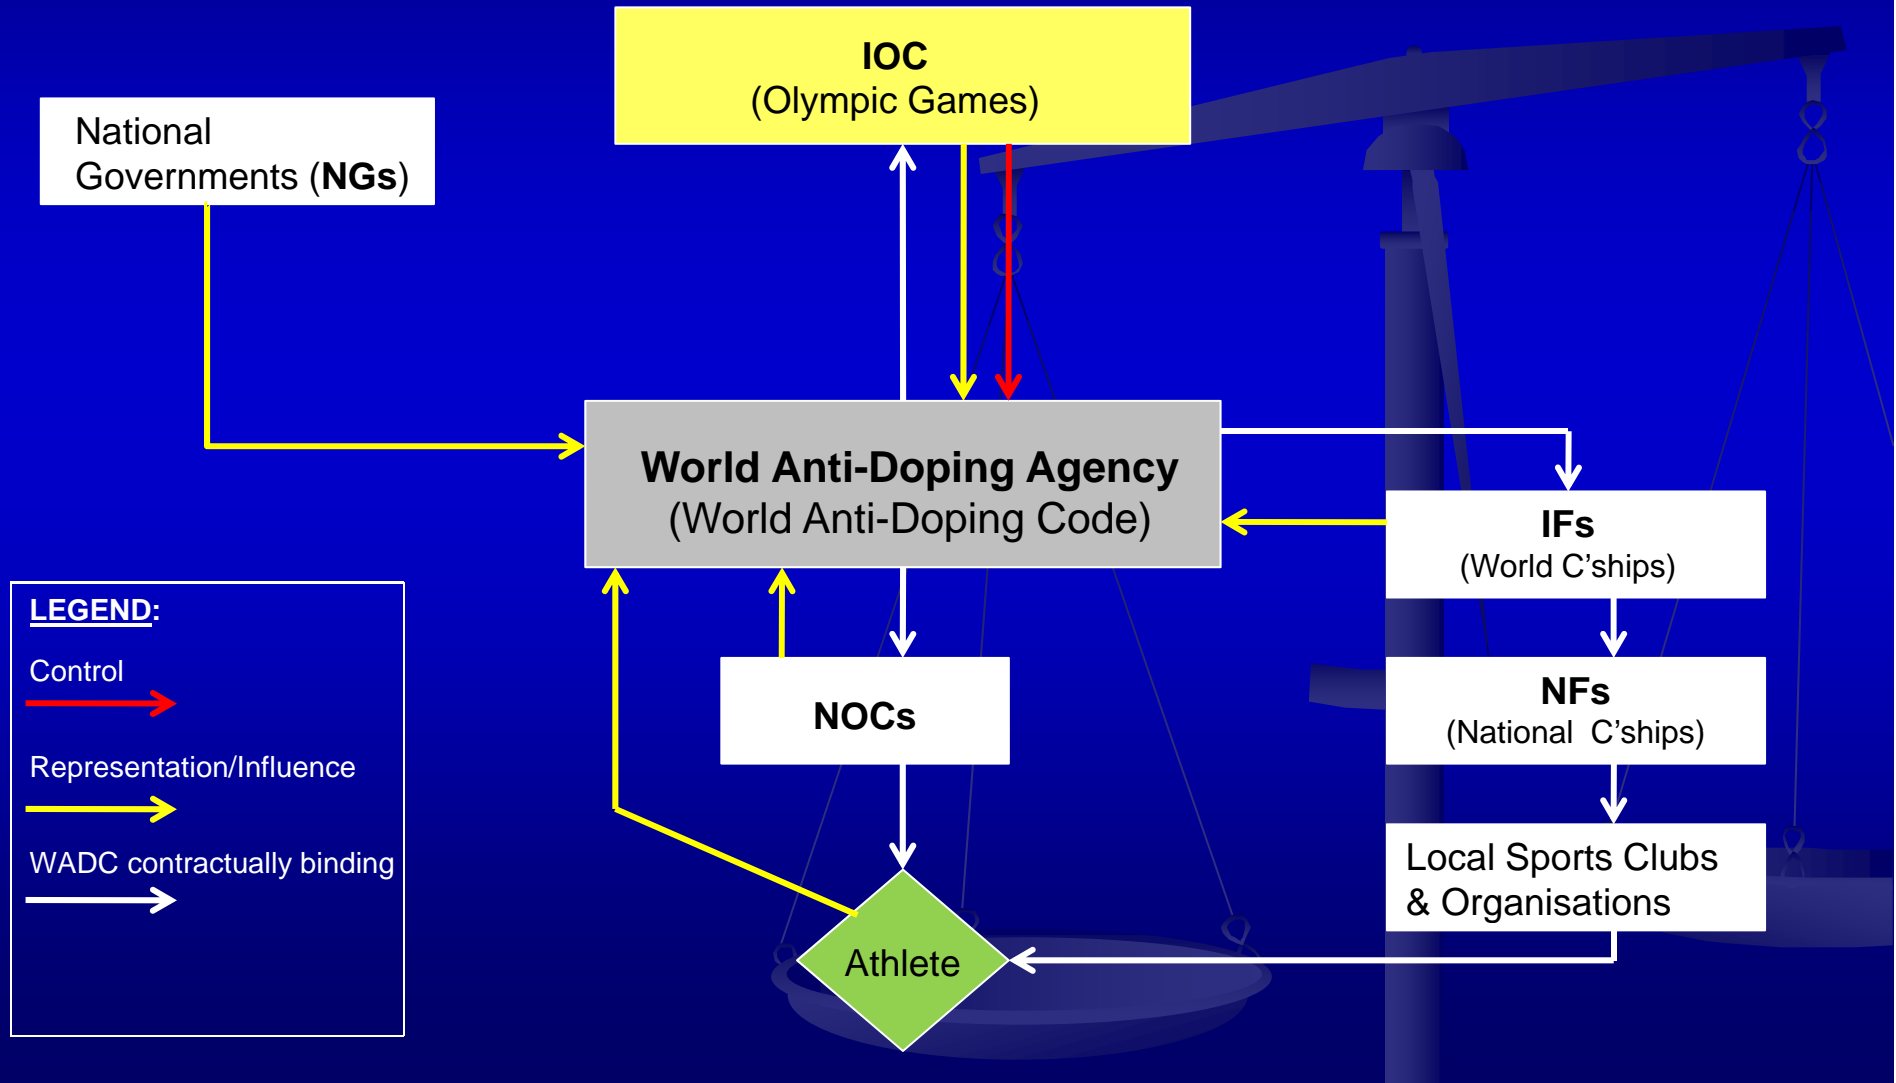 IOC
(Olympic Games)
National
Governments (NGs)
World Anti-Doping Agency
(World Anti-Doping Code)
IFs
(World C’ships)
LEGEND:
Control
Representation/Influence
WADC contractually binding
NOCs
NFs
(National  C’ships)
Local Sports Clubs
& Organisations
Athlete